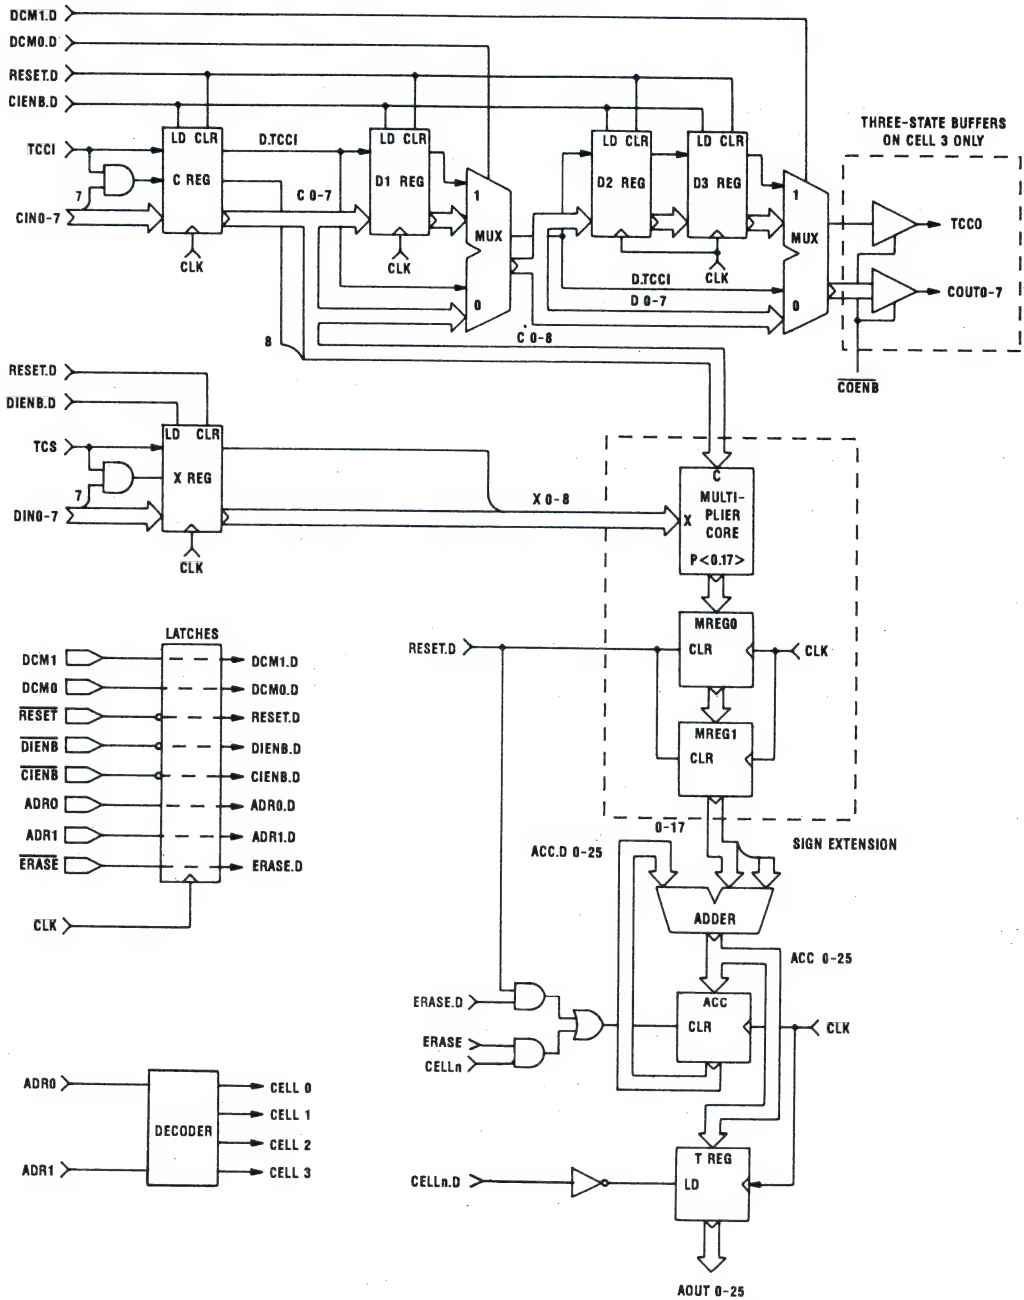 DCM1.D
DCM0.D
RESET.D
CIENB.D
THREE-STATE BUFFERS
ON CELL 3 ONLY
LD CLR
LD CLR
LD CLR
LD CLR
TCCI
D.TCCI
C REG
D1 REG
D2 REG
D3 REG
7
C 0-7
1
1
CIN0-7
MUX
MUX
TCCO
CLK
CLK
CLK
D.TCCI
D 0-7
COUT0-7
0
0
8
C 0-8
COENB
RESET.D
DIENB.D
LD CLR
TCS
X REG
7
DIN0-7
X 0-8
CLK
C
MULTI-
PLIER
CORE
X
P<0.17>
LATCHES
DCM1
DCM1.D
DCM0
DCM0.D
RESET
RESET.D
DIENB
DIENB.D
CIENB
CIENB.D
ADR0
ADR0.D
ADR1
ADR1.D
ERASE
ERASE.D
CLK
RESET.D
MREG0
CLR
CLK
MREG1
CLR
0-17
SIGN EXTENSION
ACC.D 0-25
ADDER
ACC 0-25
ERASE.D
ACC
CLR
CLK
ERASE
CELLn
ADR0
CELL 0
CELL 1
DECODER
CELL 2
ADR1
CELL 3
T REG
CELLn.D
LD
AOUT 0-25